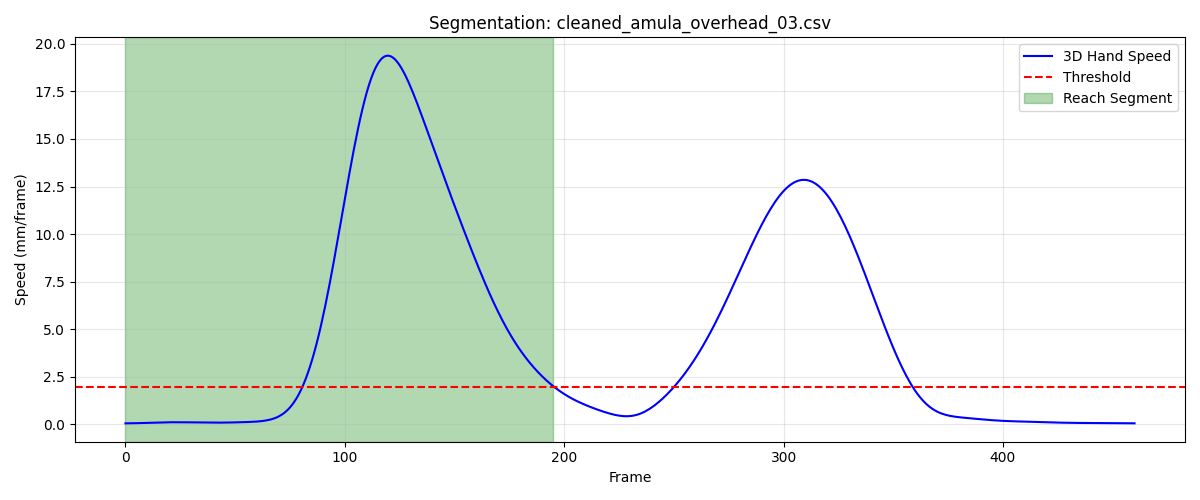 Segmentation: cleaned_amula_overhead_03.csv
20.0
17.5
15.0
12.5
10.0
7.5
5.0
2.5
0.0
Speed (mm/frame)
3D Hand Speed
Threshold
Reach Segment
0 100 200 300 400
Frame